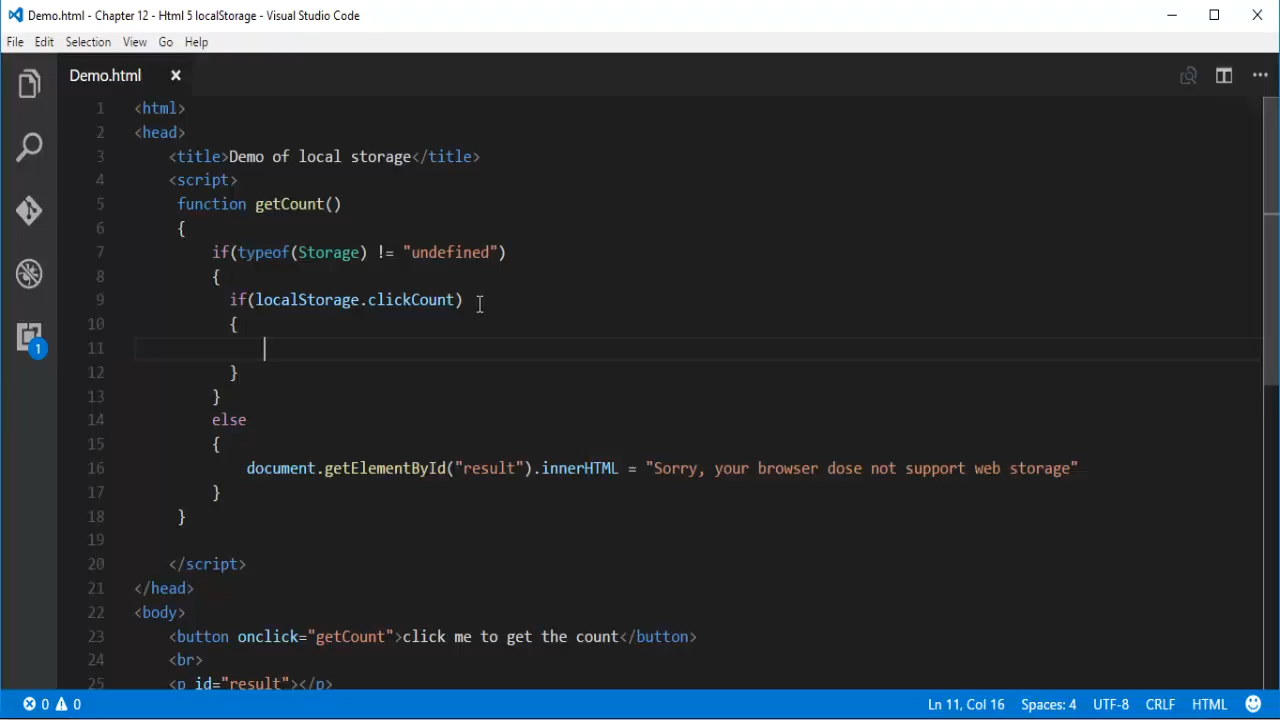 Demo.html - Chapter 12 - Html 5 localStorage - Visual Studio Code
File Edit Selection View Go Help
Demo.html
1 <html>
2 <head>
3 <title>Demo of local storage</title>
4 <script>
5 function getCount()
6 {
7 if(typeof(Storage) != "undefined")
8 {
9 if(localStorage.clickCount)
10 {
11
12 }
13 }
14 else
15 {
16 document.getElementById("result").innerHTML = "Sorry, your browser dose not support web storage"
17 }
18 }
19
20 </script>
21 </head>
22 <body>
23 <button onclick="getCount">click me to get the count</button>
24 <br>
25 <p id="result"></p>
1
0 0 Ln 11, Col 16 Spaces: 4 UTF-8 CRLF HTML